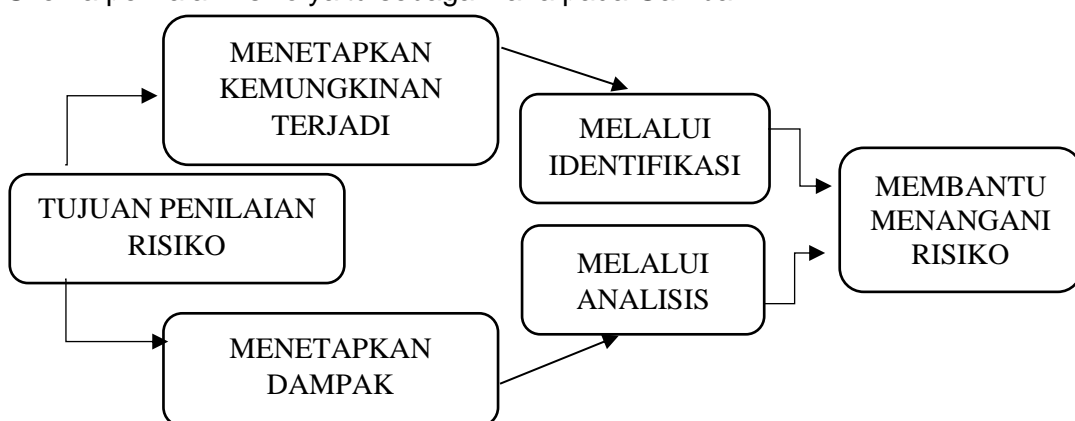 MENETAPKAN
KEMUNGKINAN
TERJADI
MELALUI
IDENTIFIKASI
MEMBANTU
MENANGANI
RISIKO
TUJUAN PENILAIAN
RISIKO
MELALUI
ANALISIS
MENETAPKAN
DAMPAK